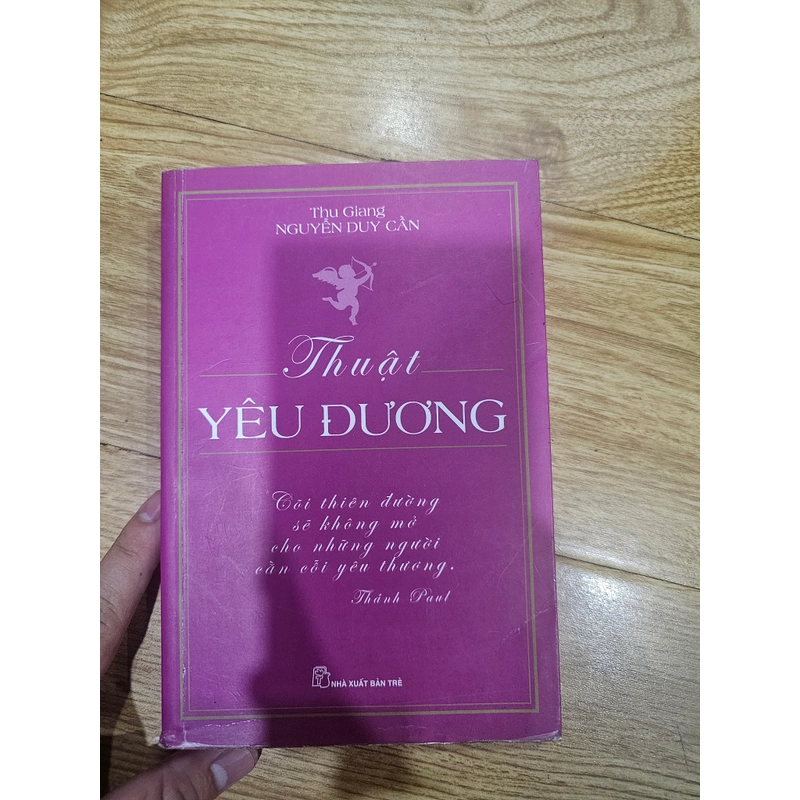 Thu Giang
NGUYỄN DUY CẦN
Thuật
YÊU ĐƯƠNG
Cõi thiên đường
sẽ không mở
cho những người
cằn cỗi yêu thương.
Thánh Paul
NHÀ XUẤT BẢN TRẺ